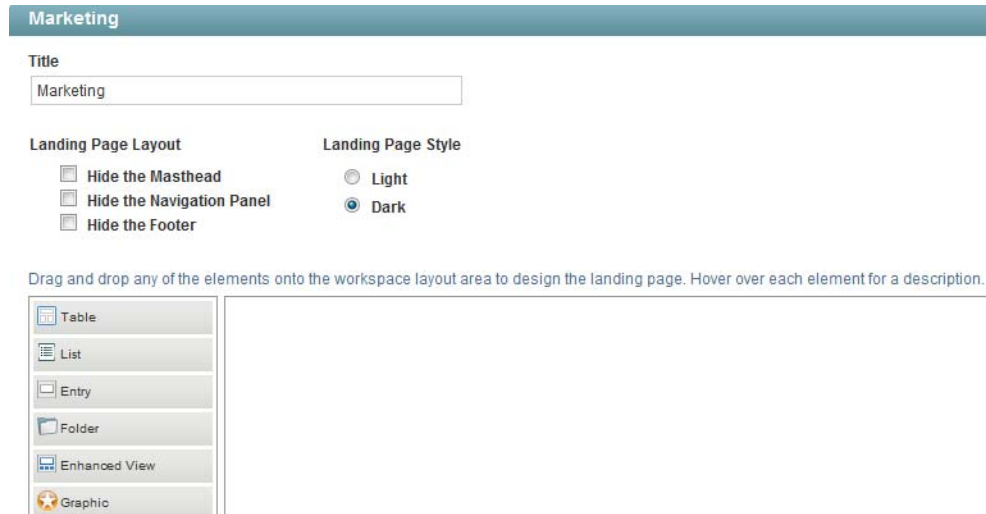 Marketing
Title
Marketing
Landing Page Layout
Landing Page Style
Hide the Masthead
Light
Hide the Navigation Panel
Dark
Hide the Footer
Drag and drop any of the elements onto the workspace layout area to design the landing page. Hover over each element for a description.
Table
List
Entry
Folder
Enhanced View
Graphic